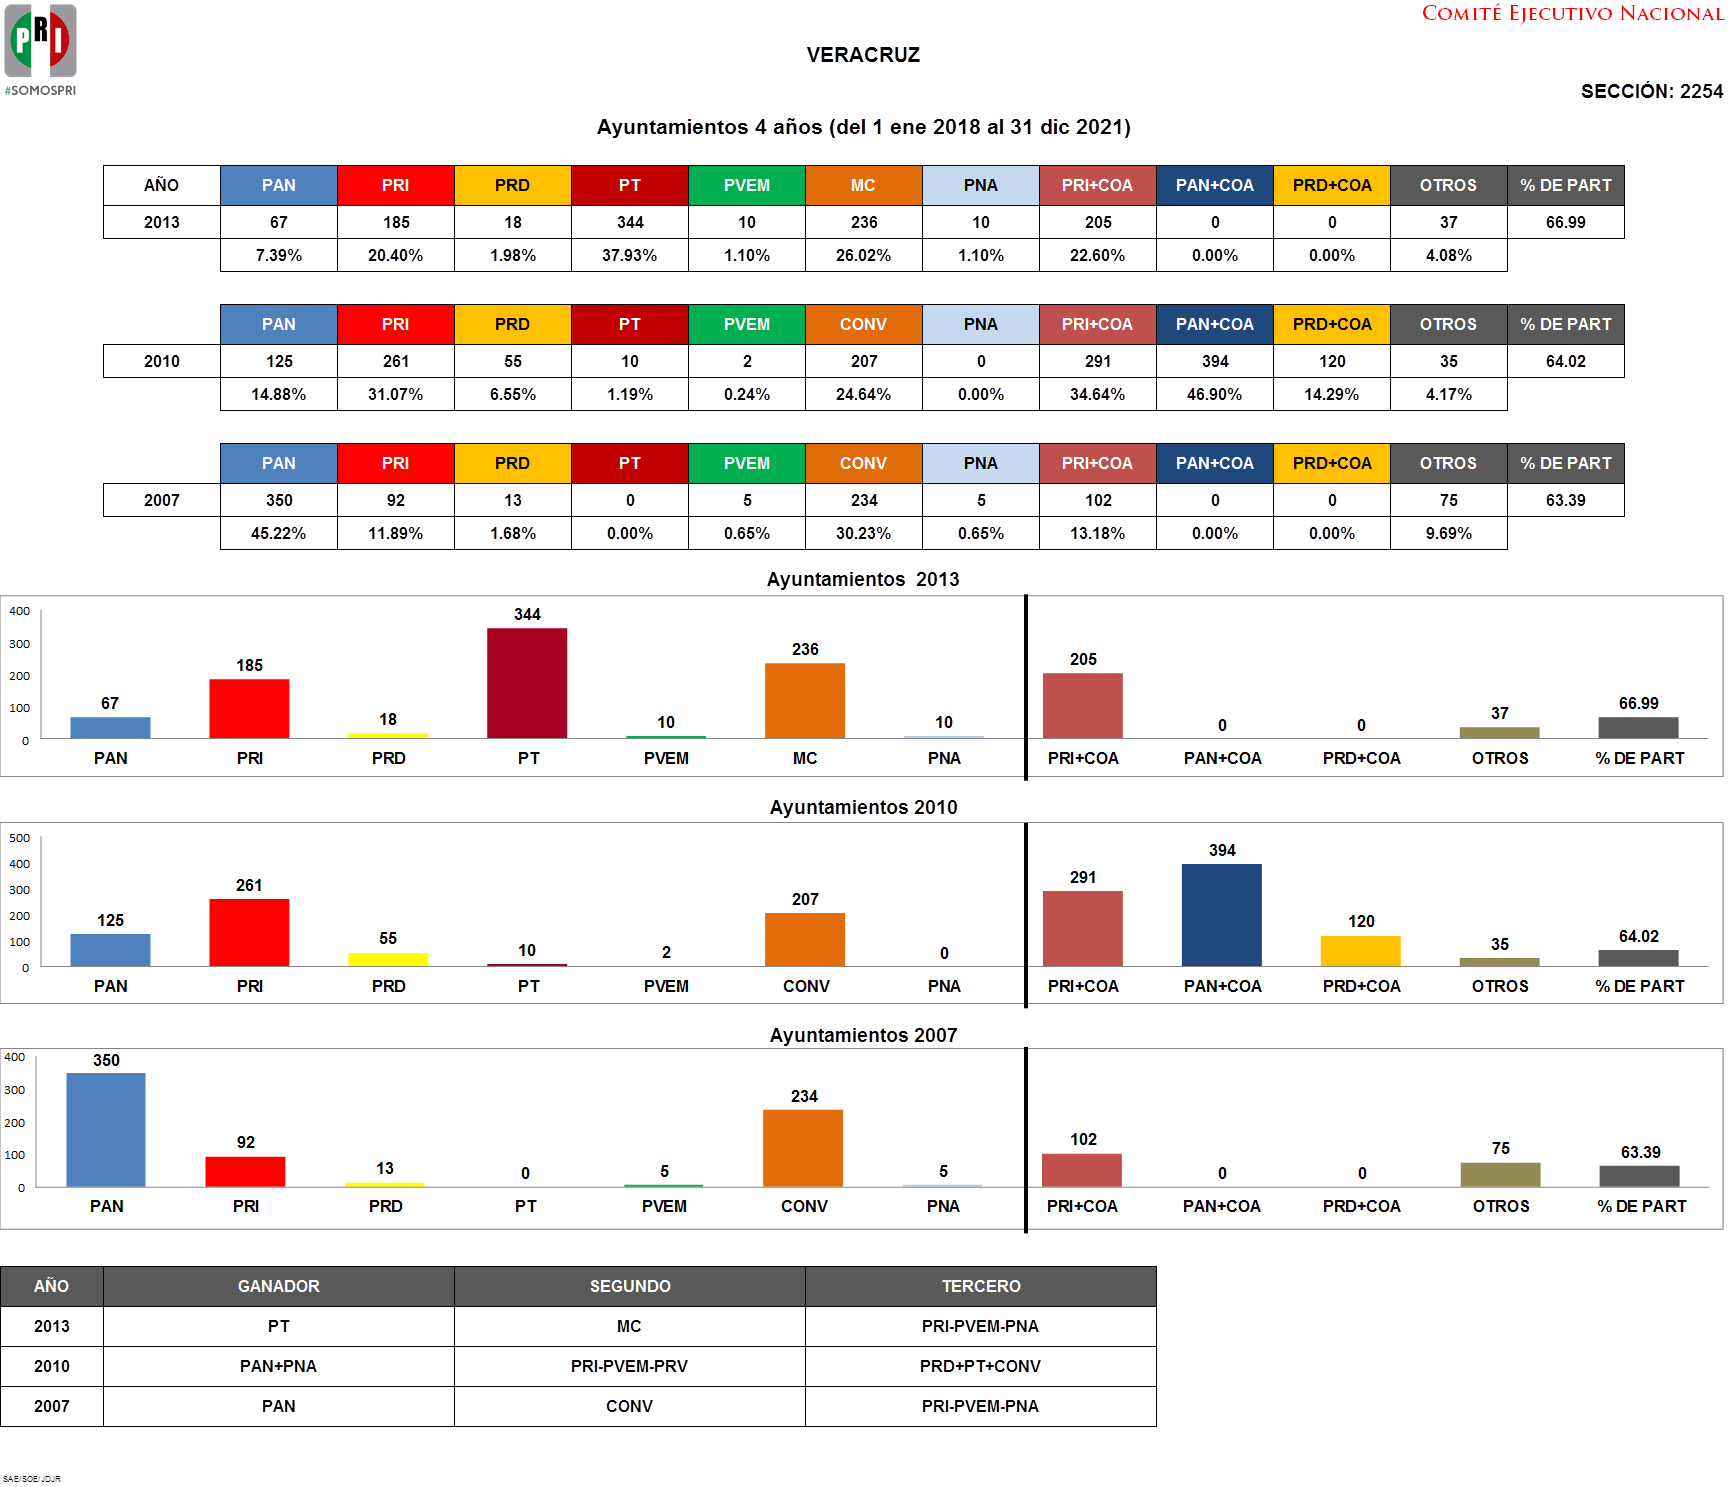 PRI
#SOMOSPRI
COMITÉ EJECUTIVO NACIONAL
VERACRUZ
SECCIÓN: 2254
Ayuntamientos 4 años (del 1 ene 2018 al 31 dic 2021)
AÑO PAN PRI PRD PT PVEM MC PNA PRI+COA PAN+COA PRD+COA OTROS % DE PART
2013 67 185 18 344 10 236 10 205 0 0 37 66.99
7.39% 20.40% 1.98% 37.93% 1.10% 26.02% 1.10% 22.60% 0.00% 0.00% 4.08%
PAN PRI PRD PT PVEM CONV PNA PRI+COA PAN+COA PRD+COA OTROS % DE PART
2010 125 261 55 10 2 207 0 291 394 120 35 64.02
14.88% 31.07% 6.55% 1.19% 0.24% 24.64% 0.00% 34.64% 46.90% 14.29% 4.17%
PAN PRI PRD PT PVEM CONV PNA PRI+COA PAN+COA PRD+COA OTROS % DE PART
2007 350 92 13 0 5 234 5 102 0 0 75 63.39
45.22% 11.89% 1.68% 0.00% 0.65% 30.23% 0.65% 13.18% 0.00% 0.00% 9.69%
Ayuntamientos 2013
400
300
200
100
0
67 185 18 344 10 236 10 205 0 0 37 66.99
PAN PRI PRD PT PVEM MC PNA PRI+COA PAN+COA PRD+COA OTROS % DE PART
Ayuntamientos 2010
500
400
300
200
100
0
125 261 55 10 2 207 0 291 394 120 35 64.02
PAN PRI PRD PT PVEM CONV PNA PRI+COA PAN+COA PRD+COA OTROS % DE PART
Ayuntamientos 2007
400
300
200
100
0
350 92 13 0 5 234 5 102 0 0 75 63.39
PAN PRI PRD PT PVEM CONV PNA PRI+COA PAN+COA PRD+COA OTROS % DE PART
AÑO GANADOR SEGUNDO TERCERO
2013 PT MC PRI-PVEM-PNA
2010 PAN+PNA PRI-PVEM-PRV PRD+PT+CONV
2007 PAN CONV PRI-PVEM-PNA
SAE/SOE/JDJR